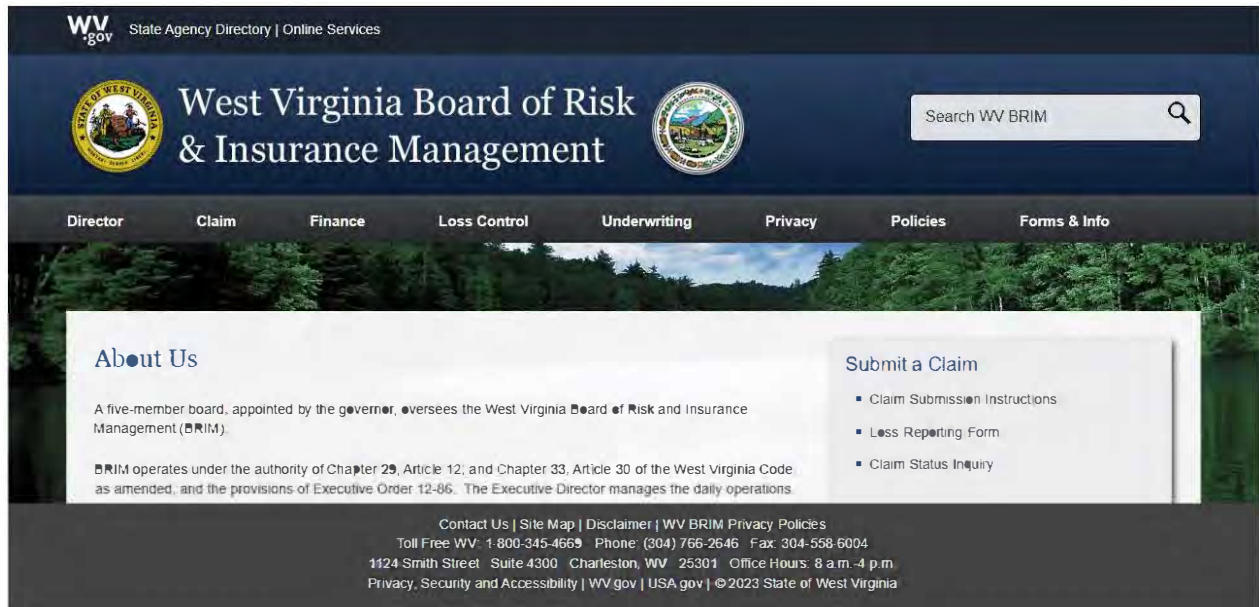 WV.gov State Agency Directory | Online Services
STATE OF WEST VIRGINIA
MONTANI SEMPER LIBERI
West Virginia Board of Risk
& Insurance Management
Search WV BRIM
Director Claim Finance Loss Control Underwriting Privacy Policies Forms & Info
About Us
A five-member board, appointed by the governor, oversees the West Virginia Board of Risk and Insurance
Management (BRIM).
BRIM operates under the authority of Chapter 29, Article 12, and Chapter 33, Article 30 of the West Virginia Code
as amended, and the provisions of Executive Order 12-86. The Executive Director manages the daily operations
Submit a Claim
Claim Submission Instructions
Loss Reporting Form
Claim Status Inquiry
Contact Us | Site Map | Disclaimer | WV BRIM Privacy Policies
Toll Free WV: 1-800-345-4669 Phone: (304) 766-2646 Fax: 304-558-6004
1124 Smith Street Suite 4300 Charleston, WV 25301 Office Hours: 8 a.m.-4 p.m.
Privacy, Security and Accessibility | WV.gov | USA.gov | © 2023 State of West Virginia